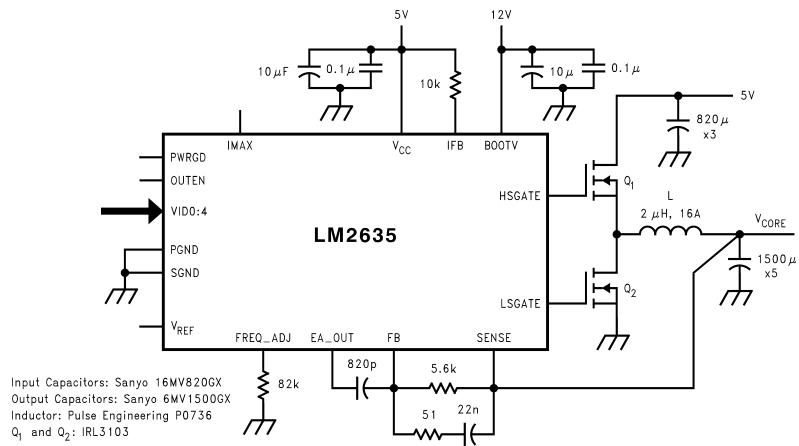 5V
12V
10μF
0.1μ
10k
10μ
0.1μ
5V
820μ
x3
IMAX
VCC
IFB
BOOTV
PWRGD
OUTEN
VID0:4
PGND
SGND
VREF
LM2635
HSGATE
Q1
L
2 μH, 16A
VCORE
1500μ
x5
LSGATE
Q2
FREQ_ADJ
EA_OUT
FB
SENSE
82k
820p
5.6k
51
22n
Input Capacitors: Sanyo 16MV820GX
Output Capacitors: Sanyo 6MV1500GX
Inductor: Pulse Engineering P0736
Q1 and Q2: IRL3103